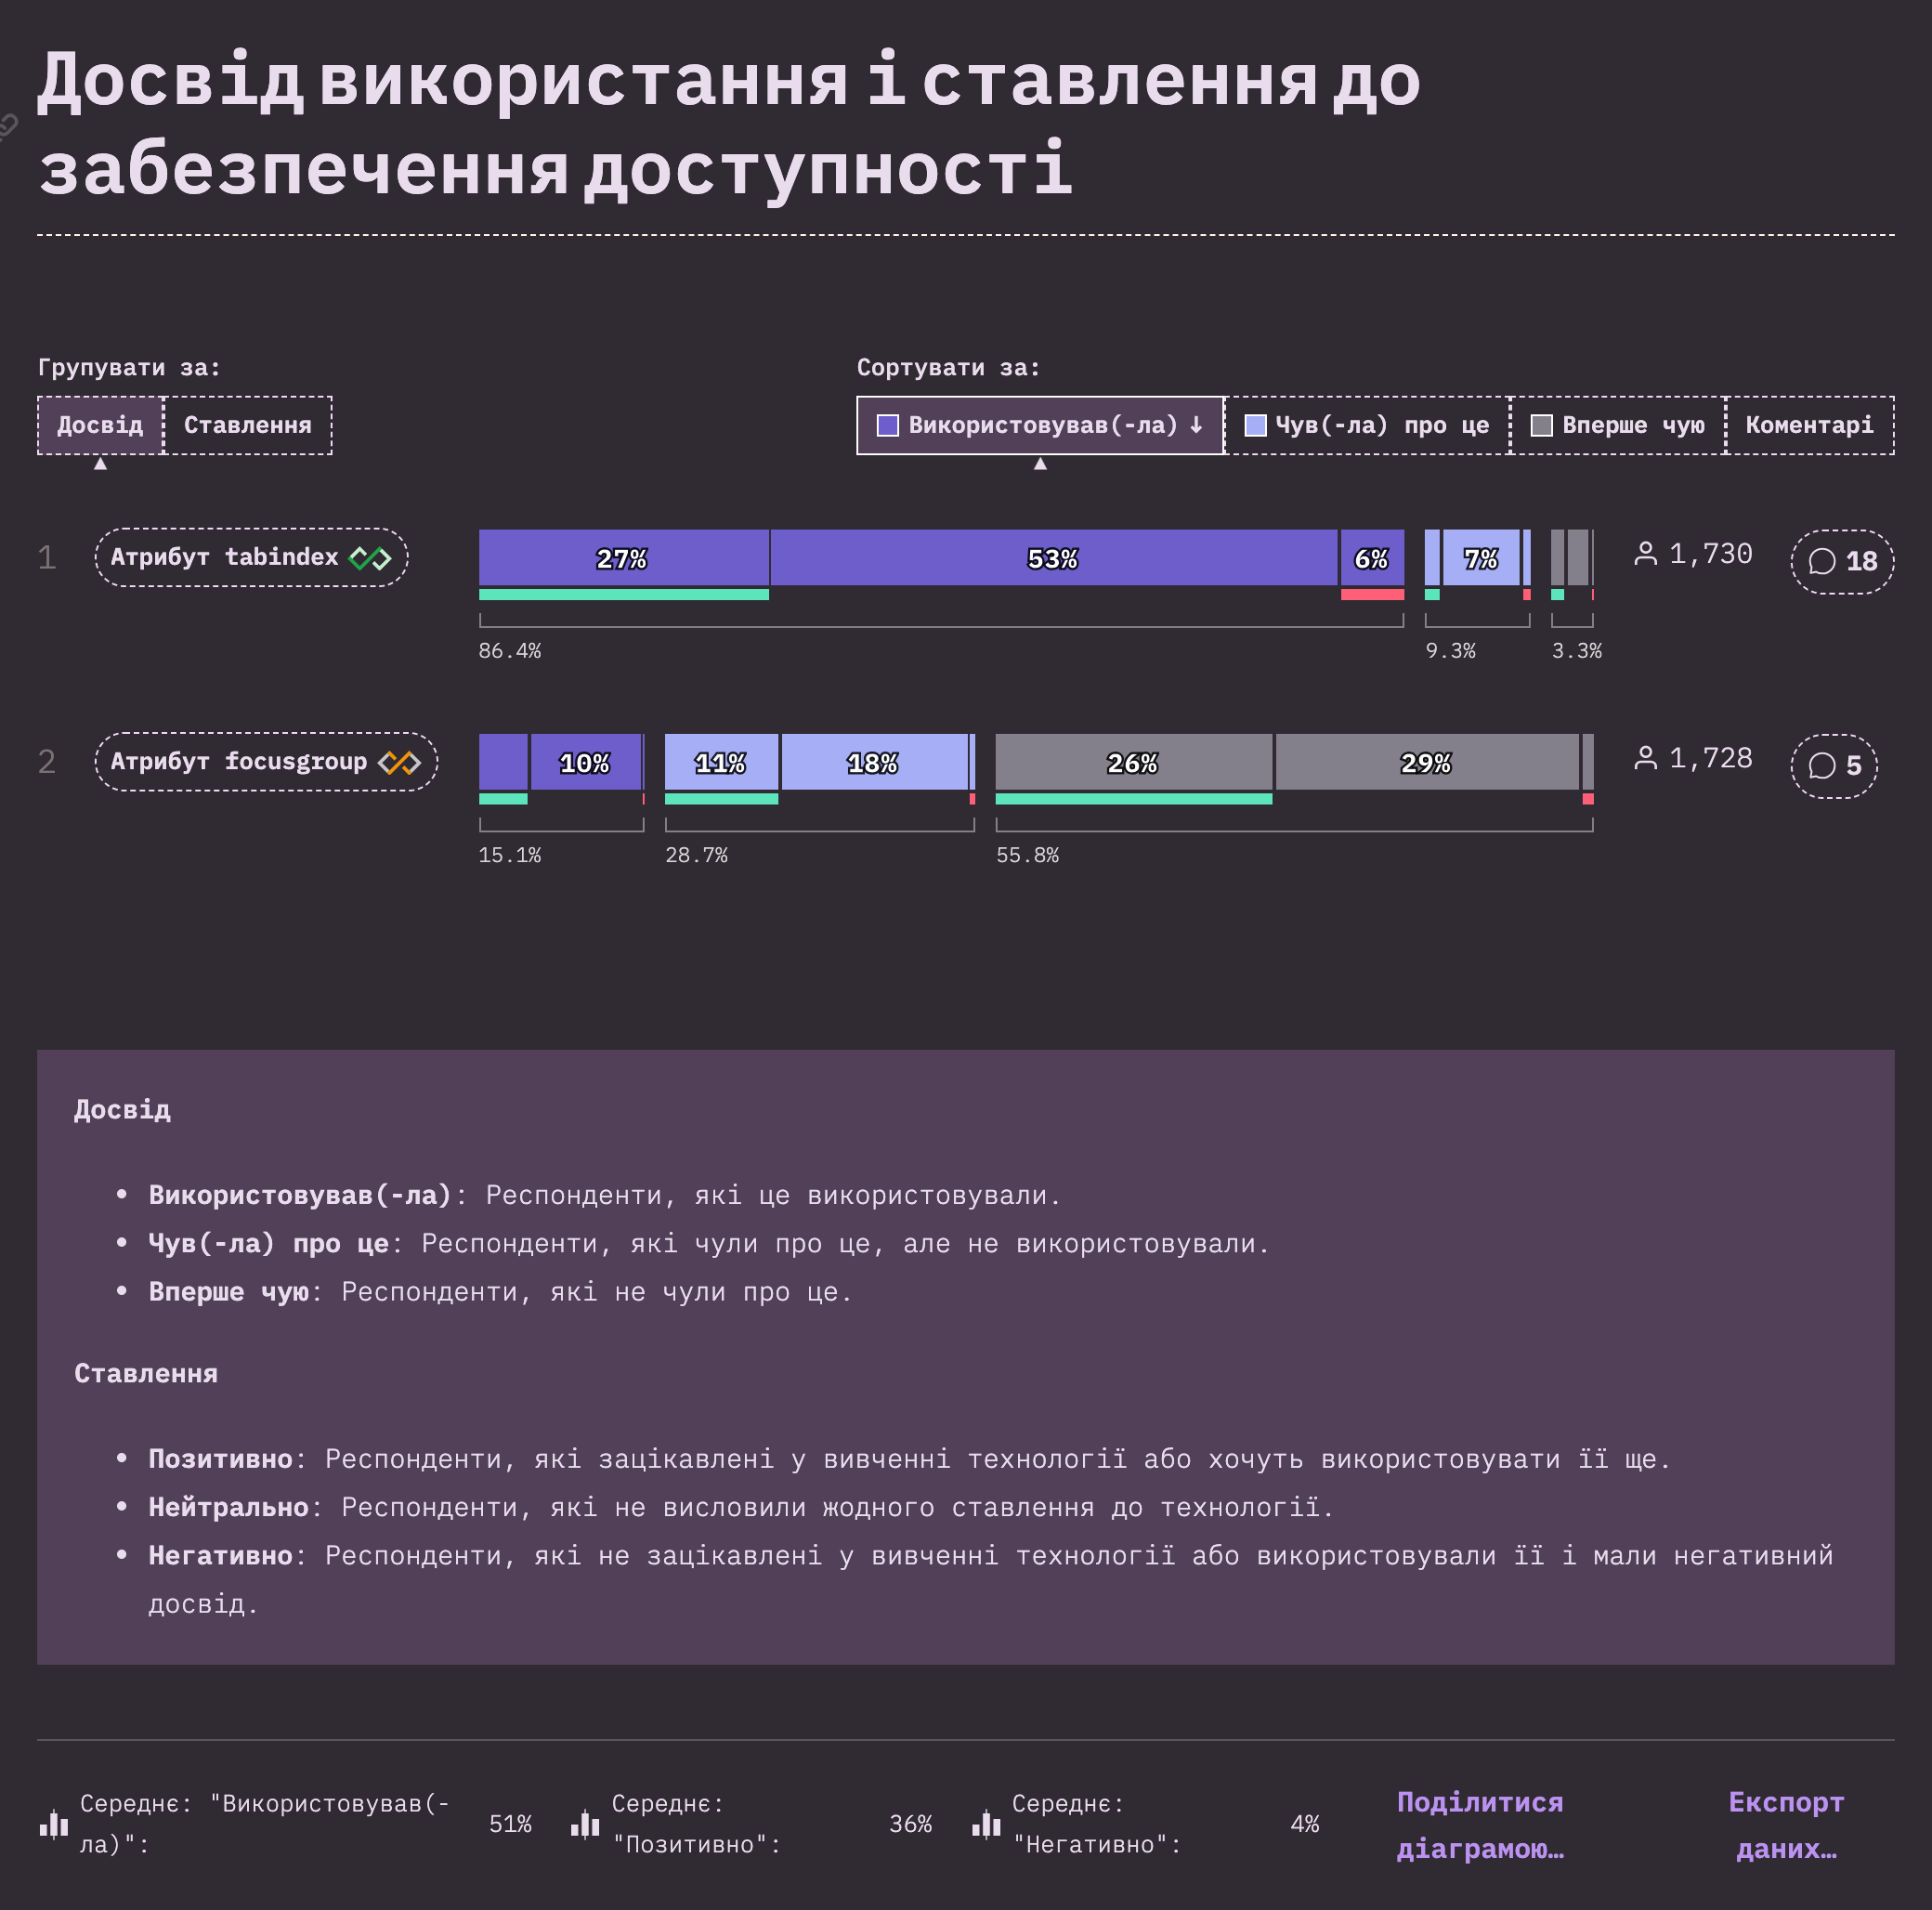 Досвід використання і ставлення до
забезпечення доступності
Групувати за:
Сортувати за:
Досвід
Ставлення
Використовував(-ла) ↓
Чув(-ла) про це
Вперше чую
Коментарі
1
Атрибут tabindex
27%
53%
6%
7%
1,730
18
86.4%
9.3%
3.3%
2
Атрибут focusgroup
10%
11%
18%
26%
29%
1,728
5
15.1%
28.7%
55.8%
Досвід
• Використовував(-ла): Респонденти, які це використовували.
• Чув(-ла) про це: Респонденти, які чули про це, але не використовували.
• Вперше чую: Респонденти, які не чули про це.
Ставлення
• Позитивно: Респонденти, які зацікавлені у вивченні технології або хочуть використовувати її ще.
• Нейтрально: Респонденти, які не висловили жодного ставлення до технології.
• Негативно: Респонденти, які не зацікавлені у вивченні технології або використовували її і мали негативний
досвід.
Середнє: "Використовував(-
ла)":
51%
Середнє:
"Позитивно":
36%
Середнє:
"Негативно":
4%
Поділитися
діаграмою…
Експорт
даних…